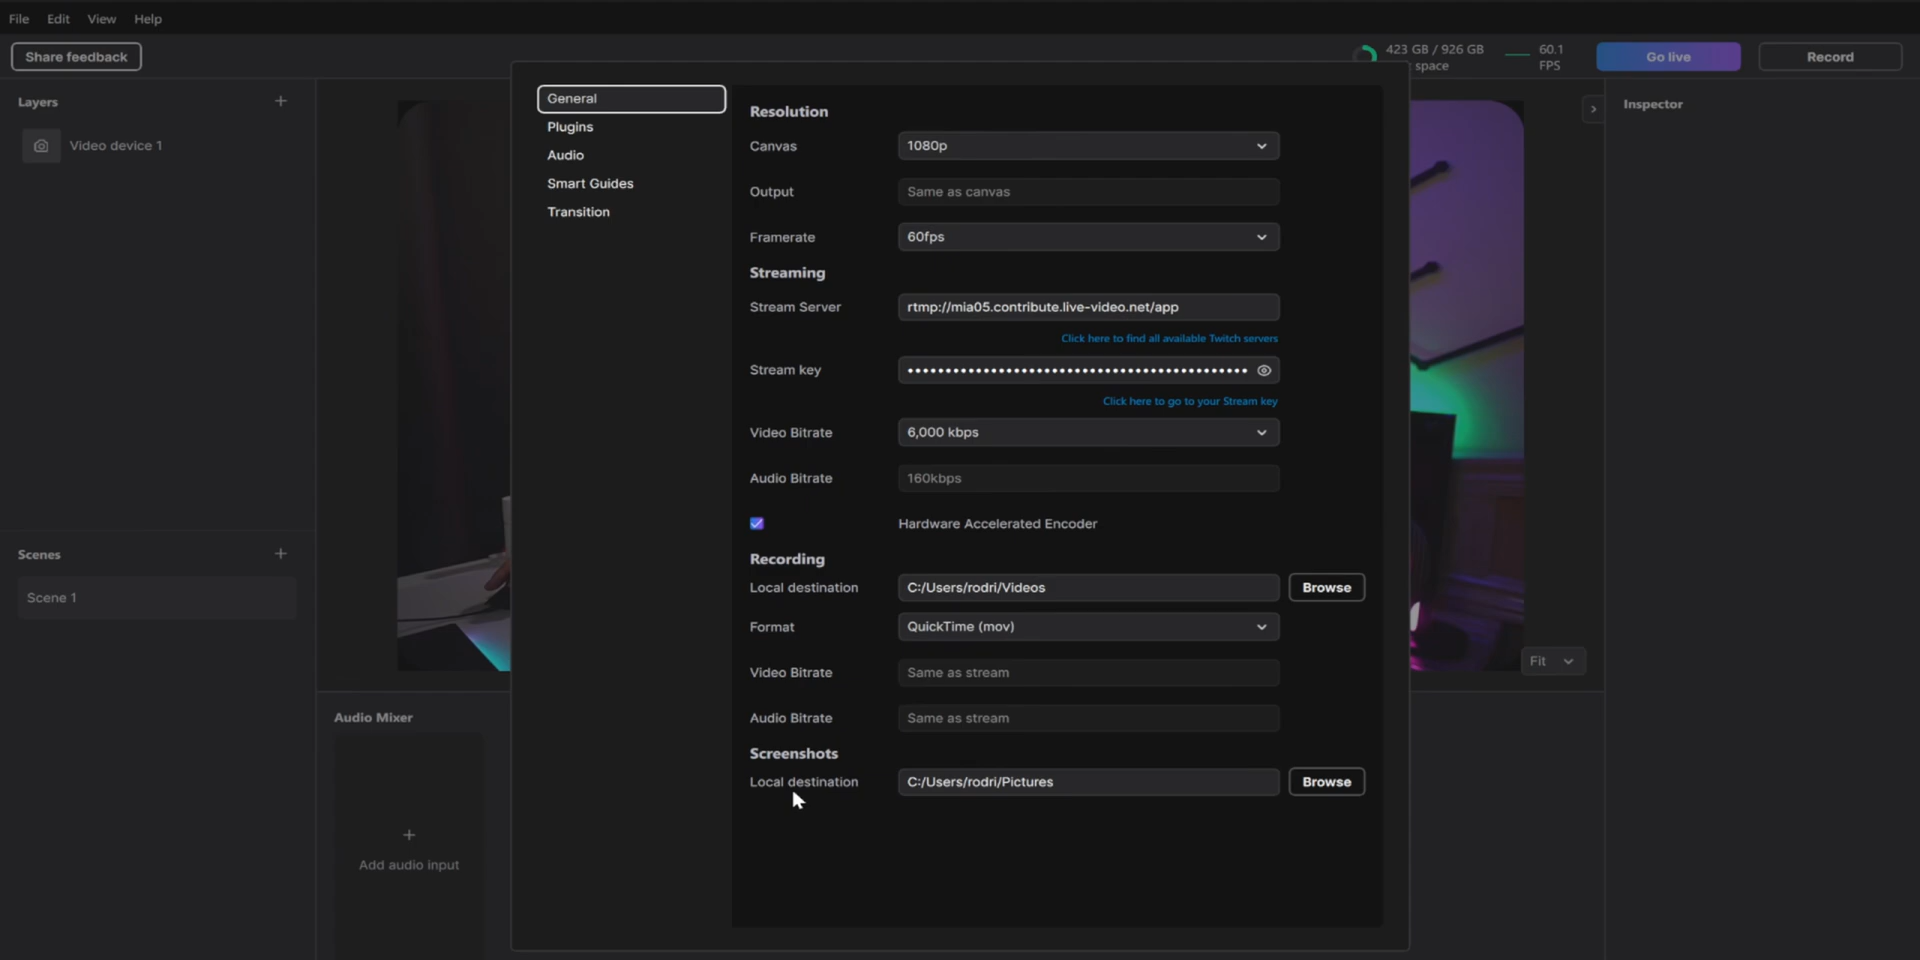 File Edit View Help
Share feedback
423 GB / 926 GB
space
60.1
FPS
Go live
Record
Layers
Video device 1
Scenes
Scene 1
General
Plugins
Audio
Smart Guides
Transition
Resolution
Canvas 1080p
Output Same as canvas
Framerate 60fps
Streaming
Stream Server rtmp://mia05.contribute.live-video.net/app
Click here to find all available Twitch servers
Stream key
Click here to go to your Stream key
Video Bitrate 6,000 kbps
Audio Bitrate 160kbps
Hardware Accelerated Encoder
Recording
Local destination C:/Users/rodri/Videos Browse
Format QuickTime (mov)
Video Bitrate Same as stream
Audio Bitrate Same as stream
Screenshots
Local destination C:/Users/rodri/Pictures Browse
Audio Mixer
Add audio input
Fit
Inspector